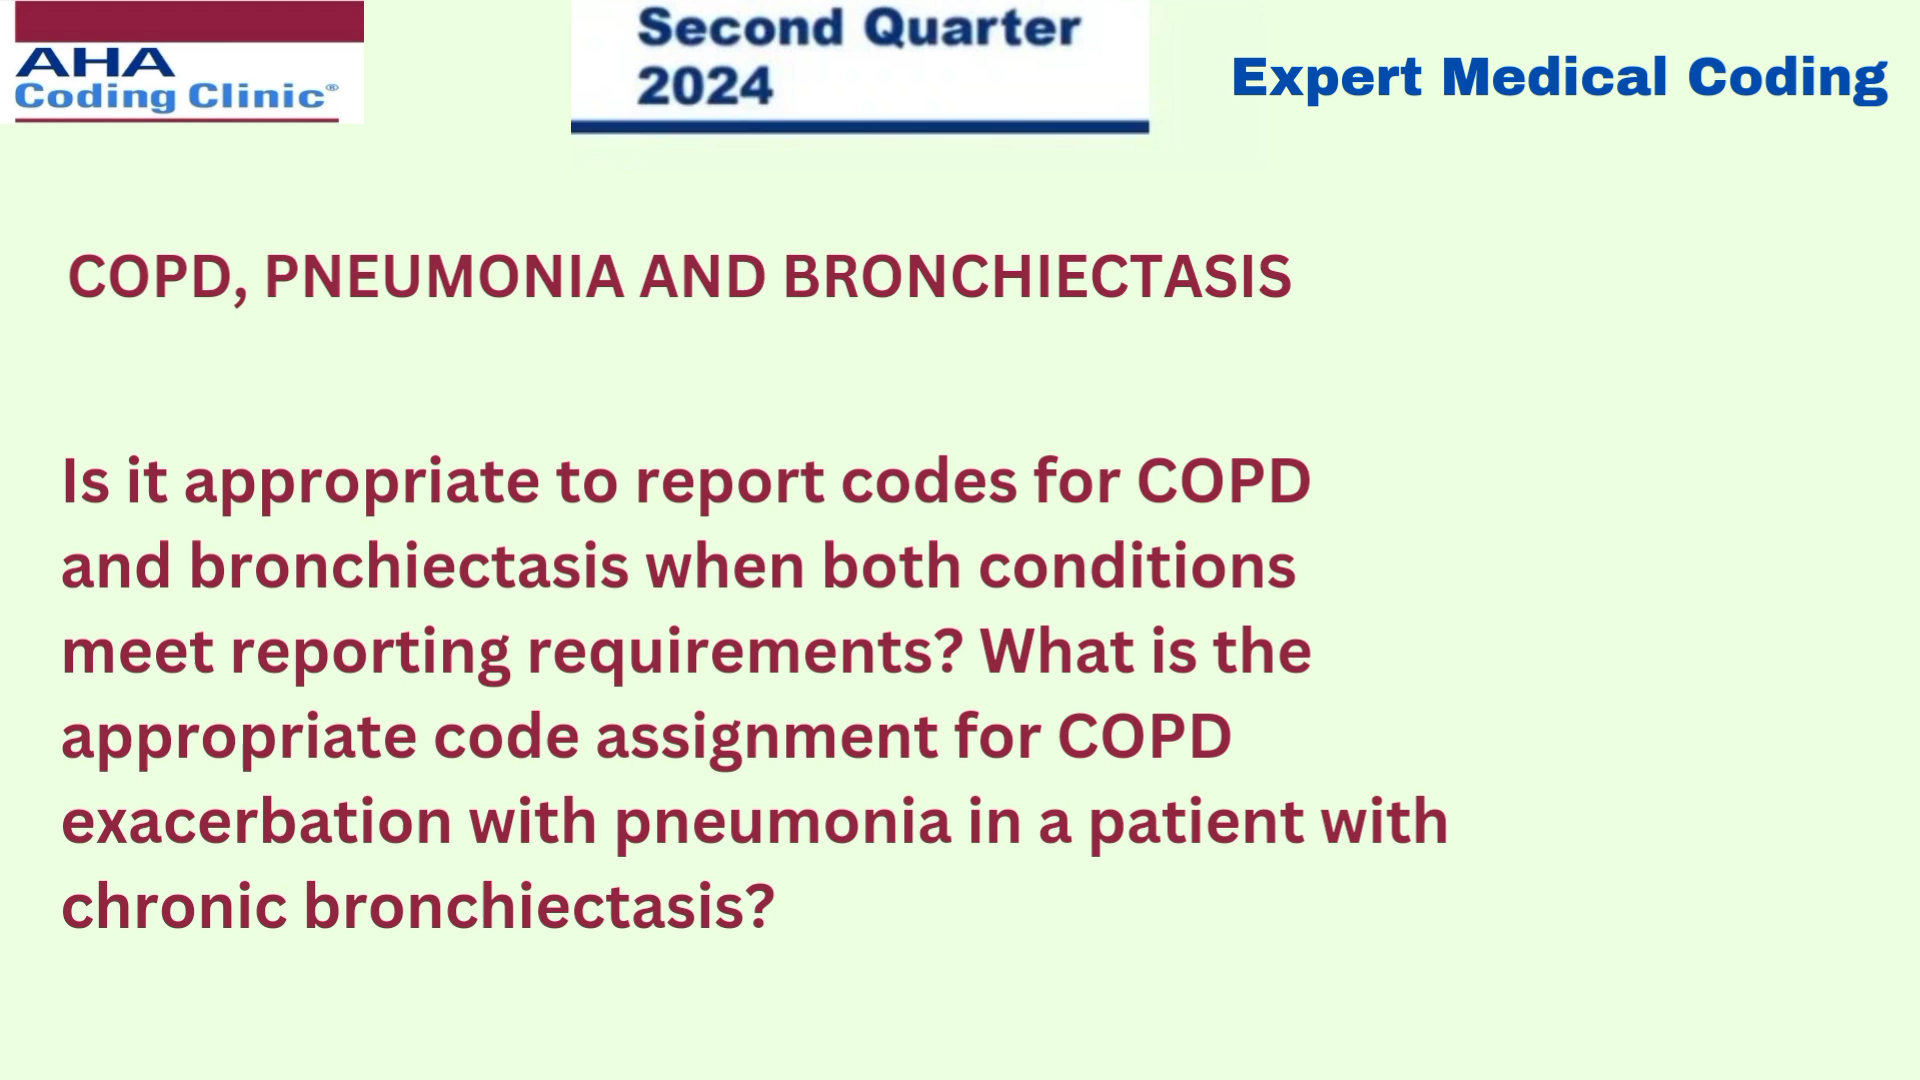 AHA
Coding Clinic®
Second Quarter
2024
Expert Medical Coding
COPD, PNEUMONIA AND BRONCHIECTASIS
Is it appropriate to report codes for COPD
and bronchiectasis when both conditions
meet reporting requirements? What is the
appropriate code assignment for COPD
exacerbation with pneumonia in a patient with
chronic bronchiectasis?